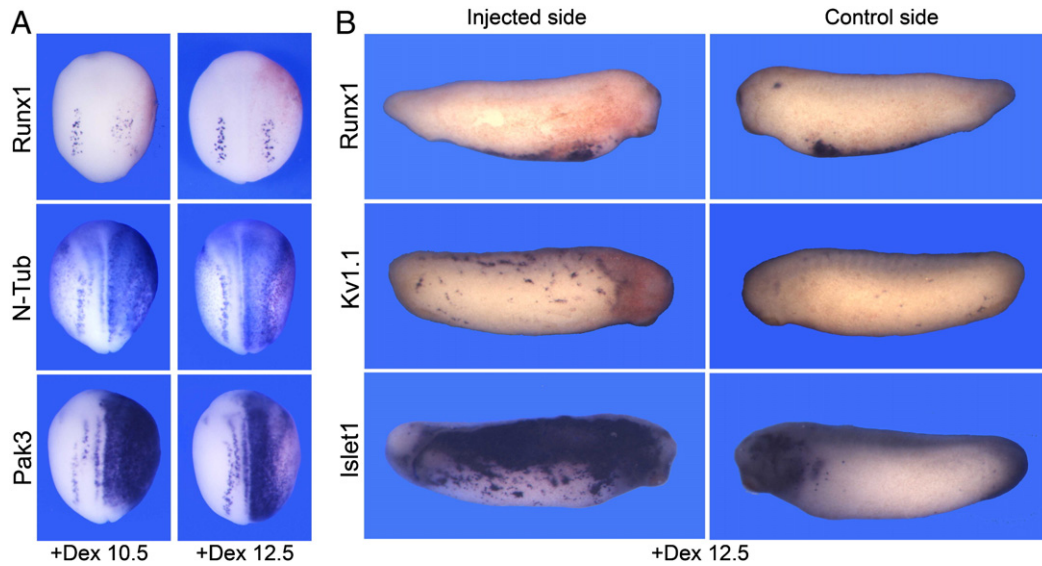 A
B
Injected side
Control side
Runx1
N-Tub
Pak3
Runx1
Kv1.1
Islet1
+Dex 10.5
+Dex 12.5
+Dex 12.5